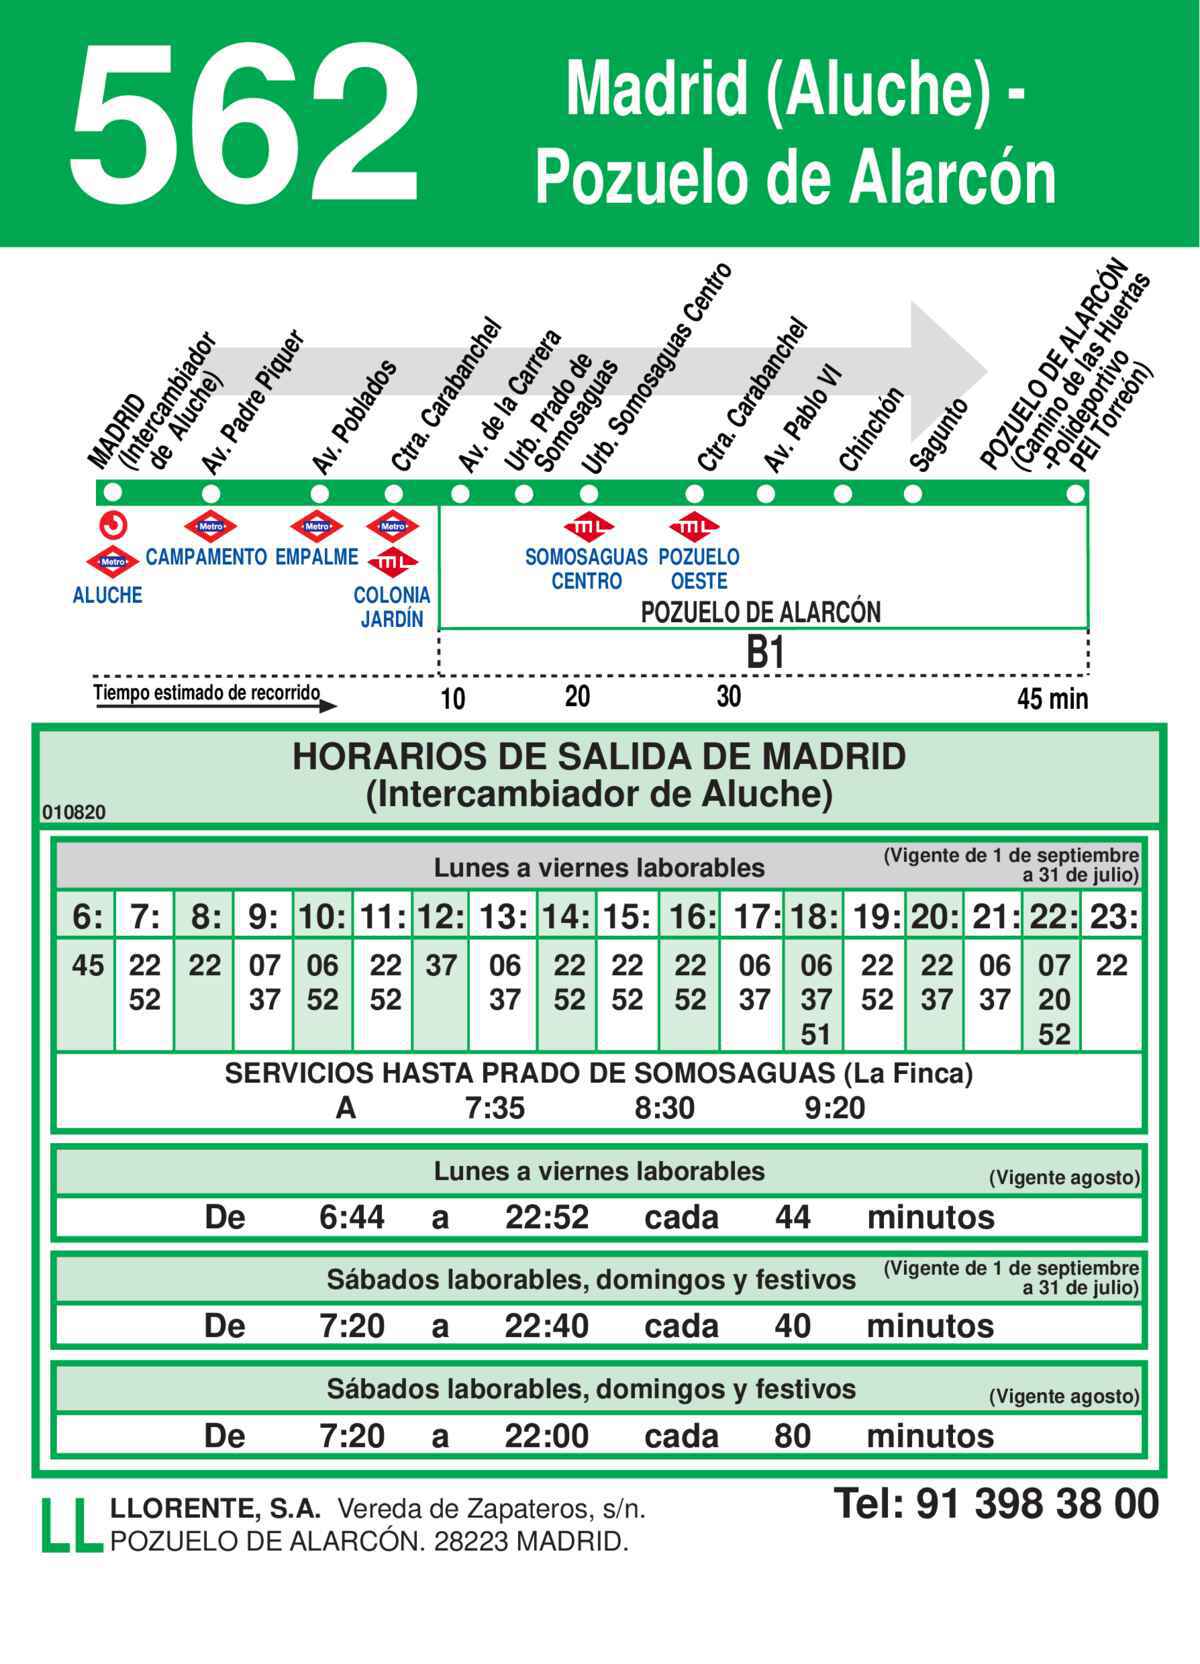 562
Madrid (Aluche) -
Pozuelo de Alarcón
MADRID
(Intercambiador
de Aluche)
Av. Padre Piquer
Av. Poblados
Ctra. Carabanchel
Av. de la Carrera
Urb. Prado de
Somosaguas
Urb. Somosaguas Centro
Ctra. Carabanchel
Av. Pablo VI
Chinchón
Sagunto
POZUELO DE ALARCÓN
(Camino de las Huertas
-Polideportivo
PEl Torreón)
Metro
Metro
Metro
Metro
ML
ML
ML
ALUCHE
CAMPAMENTO
EMPALME
COLONIA
JARDÍN
SOMOSAGUAS
CENTRO
POZUELO
OESTE
POZUELO DE ALARCÓN
B1
Tiempo estimado de recorrido
10 20 30 45 min
HORARIOS DE SALIDA DE MADRID
(Intercambiador de Aluche)
010820
Lunes a viernes laborables
(Vigente de 1 de septiembre
a 31 de julio)
6: 7: 8: 9: 10: 11: 12: 13: 14: 15: 16: 17: 18: 19: 20: 21: 22: 23:
45 22 22 07 06 22 37 06 22 22 22 06 06 22 22 06 07 22
52 37 52 52 37 52 52 52 37 37 52 37 37 20
51 52
SERVICIOS HASTA PRADO DE SOMOSAGUAS (La Finca)
A 7:35 8:30 9:20
Lunes a viernes laborables
(Vigente agosto)
De 6:44 a 22:52 cada 44 minutos
Sábados laborables, domingos y festivos
(Vigente de 1 de septiembre
a 31 de julio)
De 7:20 a 22:40 cada 40 minutos
Sábados laborables, domingos y festivos
(Vigente agosto)
De 7:20 a 22:00 cada 80 minutos
LL
LLORENTE, S.A. Vereda de Zapateros, s/n.
POZUELO DE ALARCÓN. 28223 MADRID.
Tel: 91 398 38 00